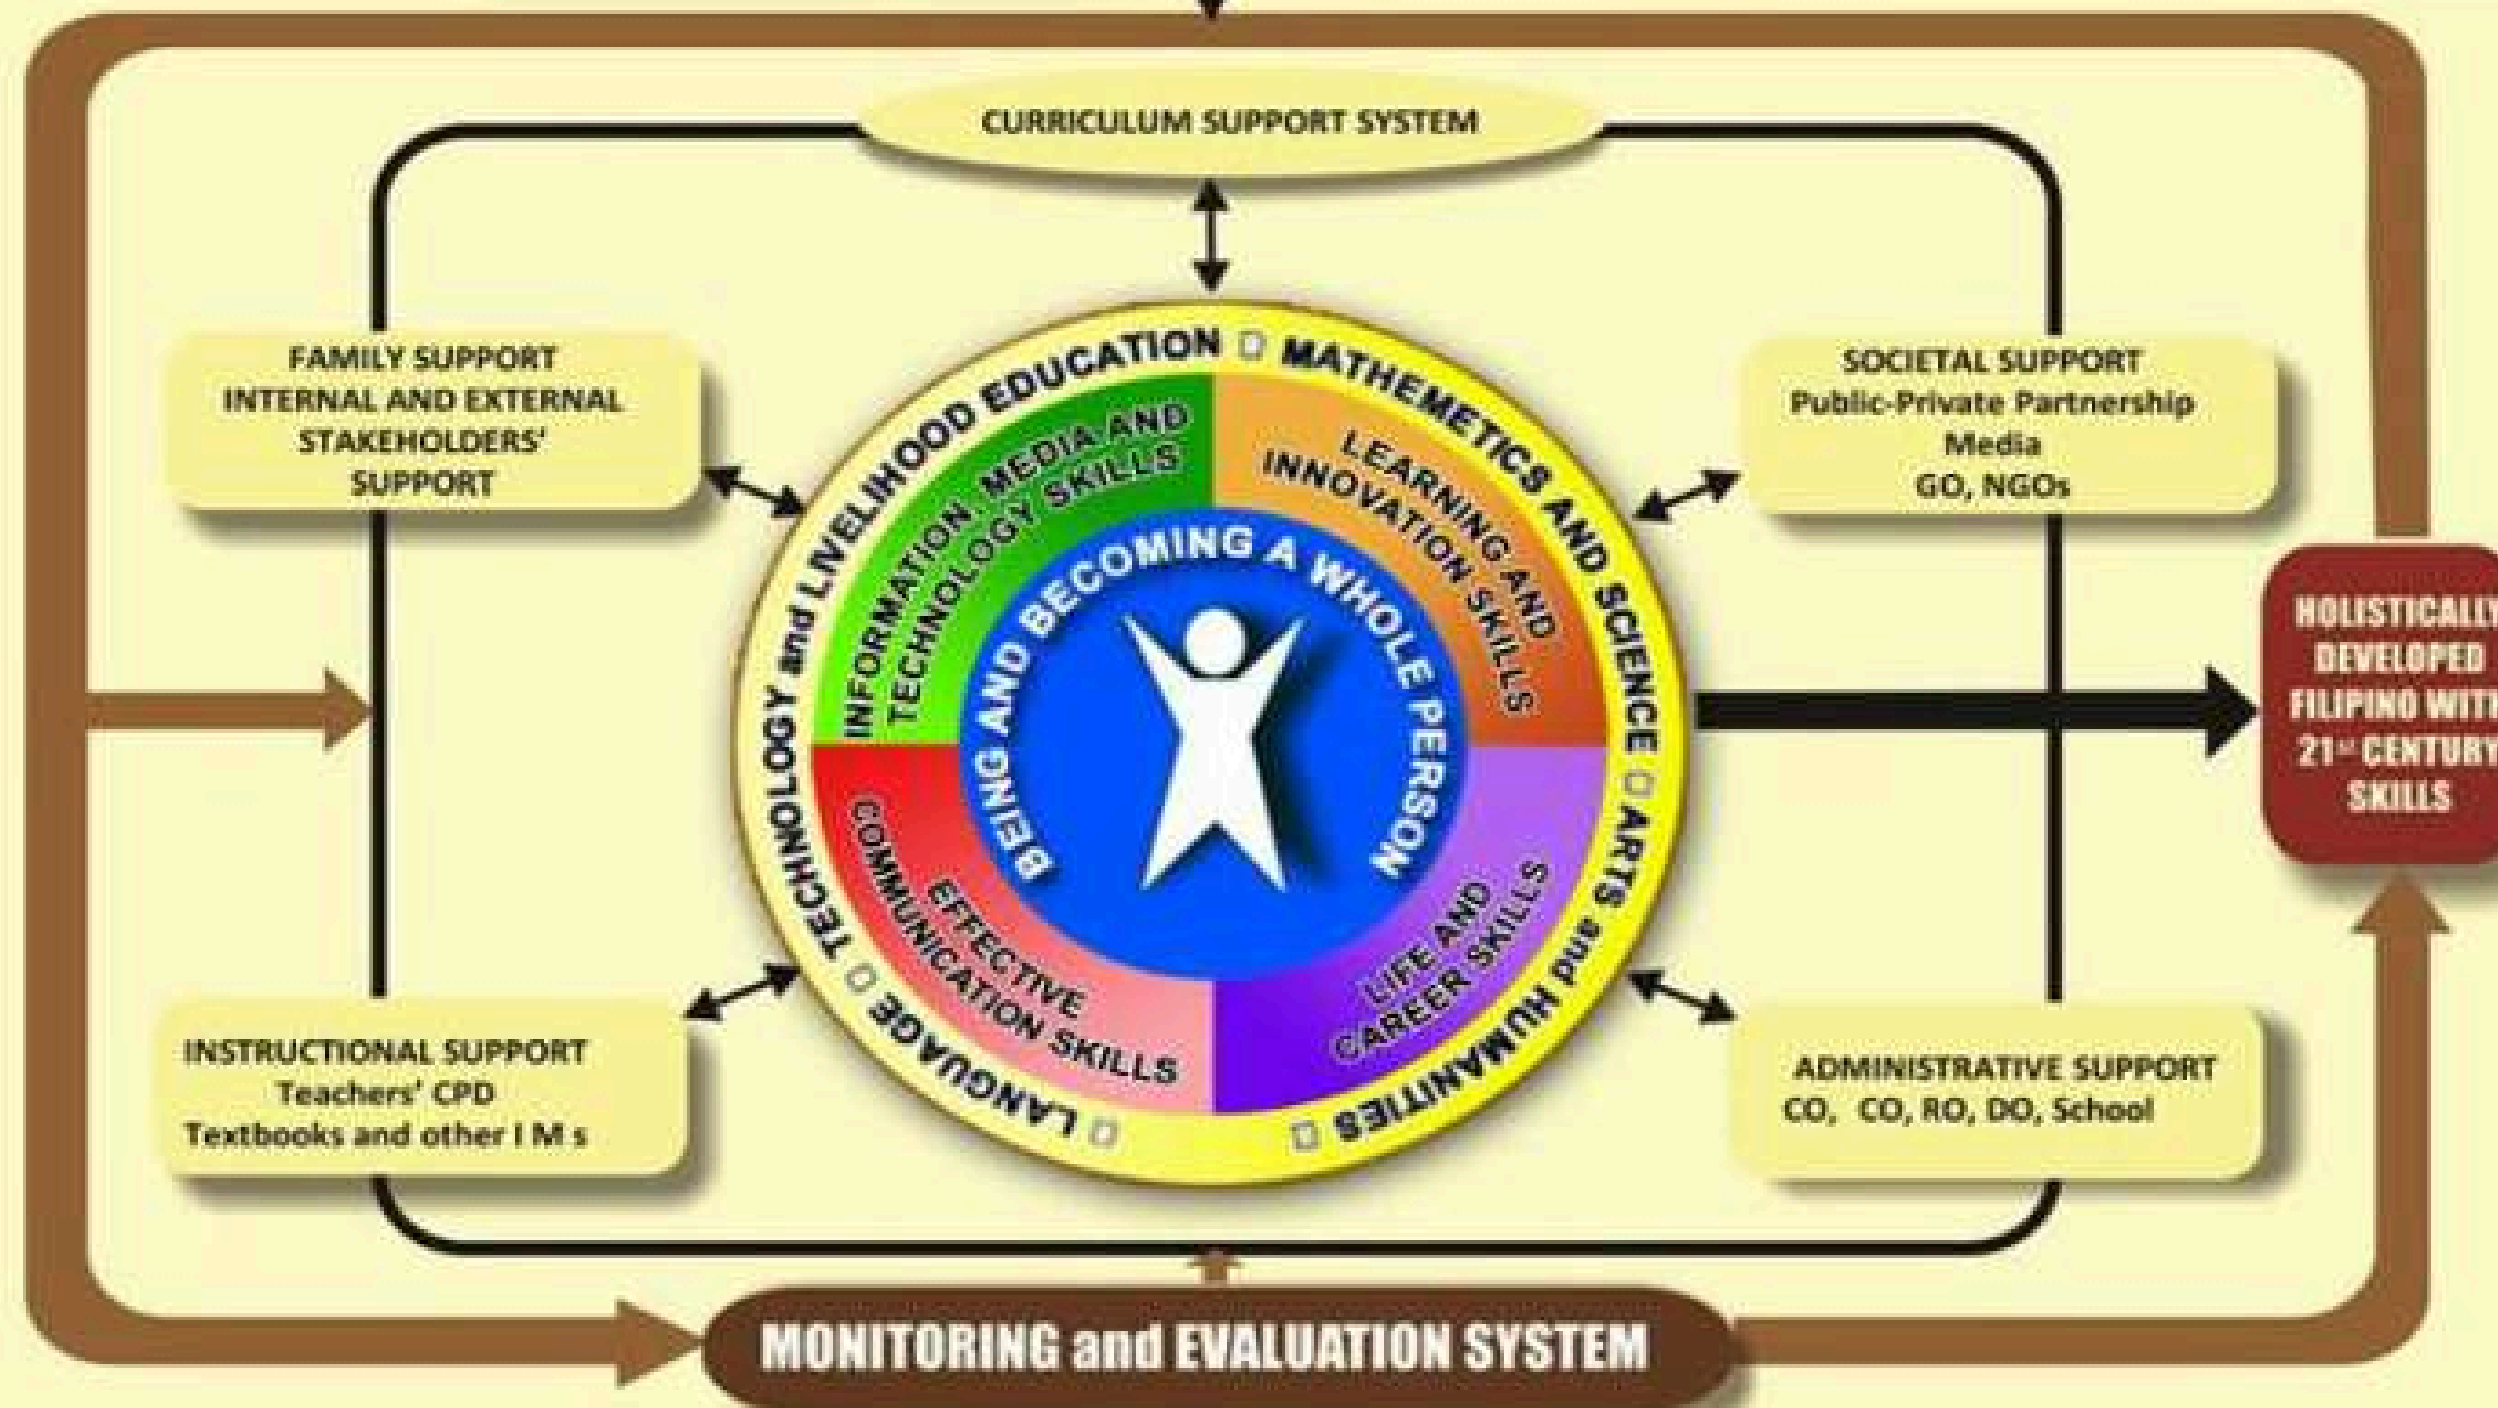 CURRICULUM SUPPORT SYSTEM
FAMILY SUPPORT
INTERNAL AND EXTERNAL
STAKEHOLDERS'
SUPPORT
SOCIETAL SUPPORT
Public-Private Partnership
Media
GO, NGOs
TECHNOLOGY and LIVELIHOOD EDUCATION
MATHEMETICS AND SCIENCE
ARTS and HUMANITIES
LANGUAGE
INFORMATION, MEDIA AND
TECHNOLOGY SKILLS
LEARNING AND
INNOVATION SKILLS
BEING AND BECOMING A WHOLE PERSON
EFFECTIVE
COMMUNICATION SKILLS
LIFE AND
CAREER SKILLS
HOLISTICALLY
DEVELOPED
FILIPINO WITH
21st CENTURY
SKILLS
INSTRUCTIONAL SUPPORT
Teachers' CPD
Textbooks and other I M s
ADMINISTRATIVE SUPPORT
CO, CO, RO, DO, School
MONITORING and EVALUATION SYSTEM